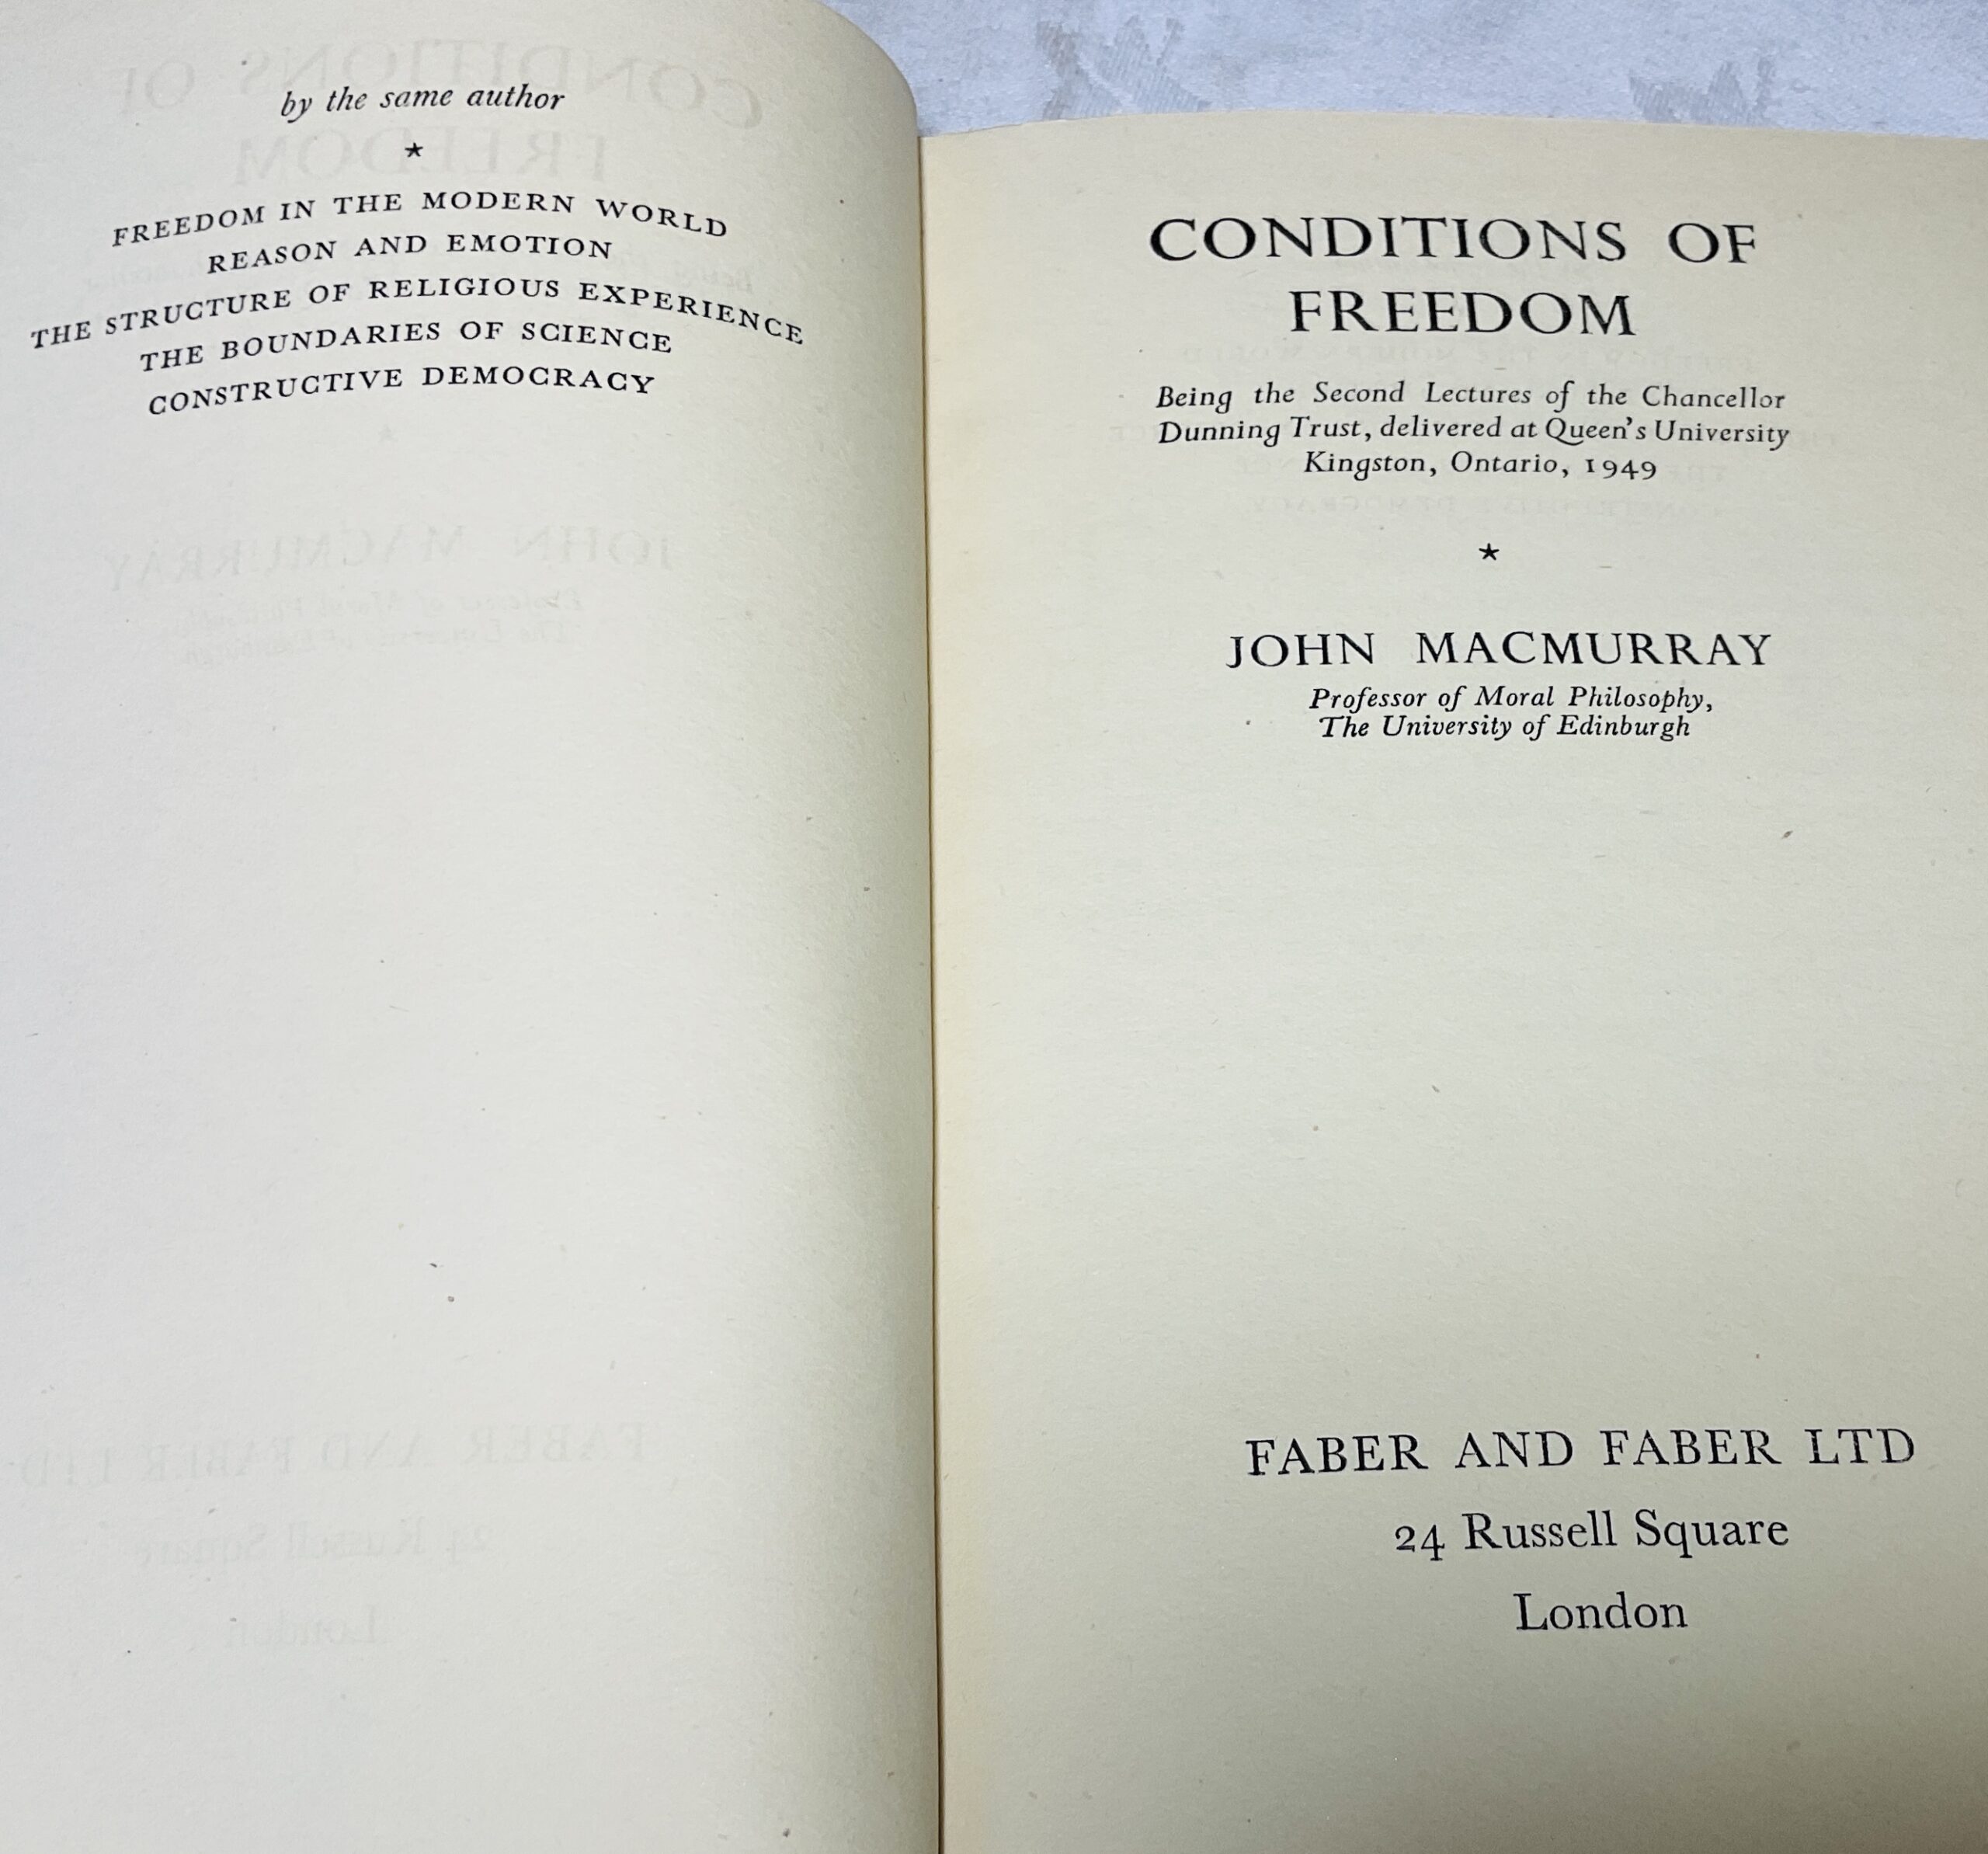 by the same author
★
FREEDOM IN THE MODERN WORLD
REASON AND EMOTION
THE STRUCTURE OF RELIGIOUS EXPERIENCE
THE BOUNDARIES OF SCIENCE
CONSTRUCTIVE DEMOCRACY
CONDITIONS OF
FREEDOM
Being the Second Lectures of the Chancellor
Dunning Trust, delivered at Queen's University
Kingston, Ontario, 1949
★
JOHN MACMURRAY
Professor of Moral Philosophy,
The University of Edinburgh
FABER AND FABER LTD
24 Russell Square
London